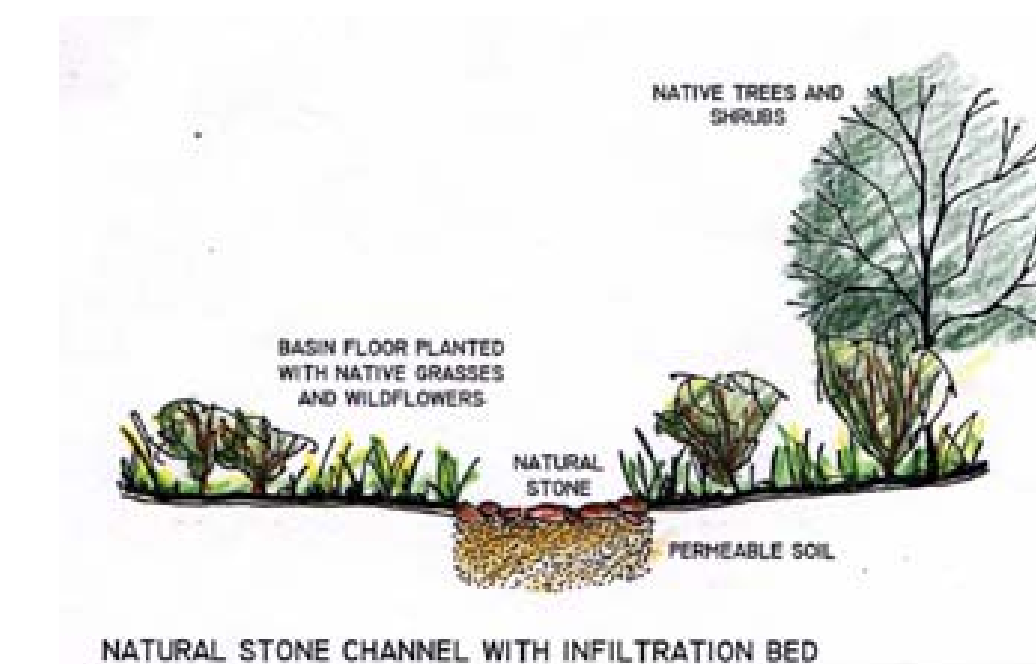 NATIVE TREES AND
SHRUBS
BASIN FLOOR PLANTED
WITH NATIVE GRASSES
AND WILDFLOWERS
NATURAL
STONE
PERMEABLE SOIL
NATURAL STONE CHANNEL WITH INFILTRATION BED